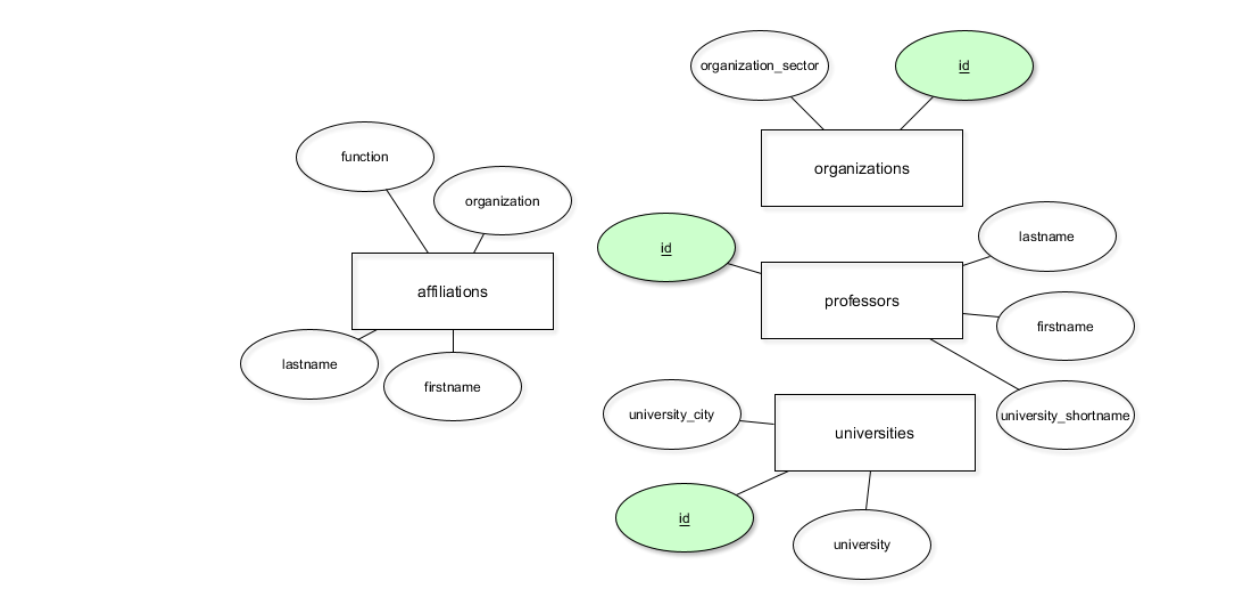 organization_sector
id
organizations
function
organization
affiliations
lastname
firstname
id
lastname
professors
firstname
university_shortname
university_city
universities
id
university